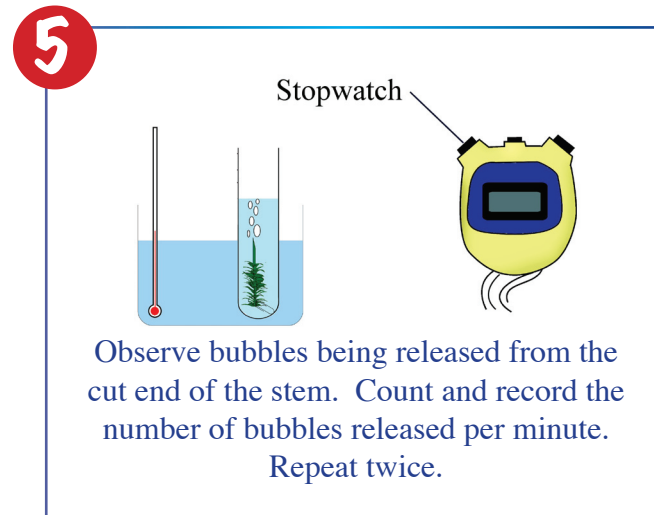 5
Stopwatch
Observe bubbles being released from the
cut end of the stem. Count and record the
number of bubbles released per minute.
Repeat twice.